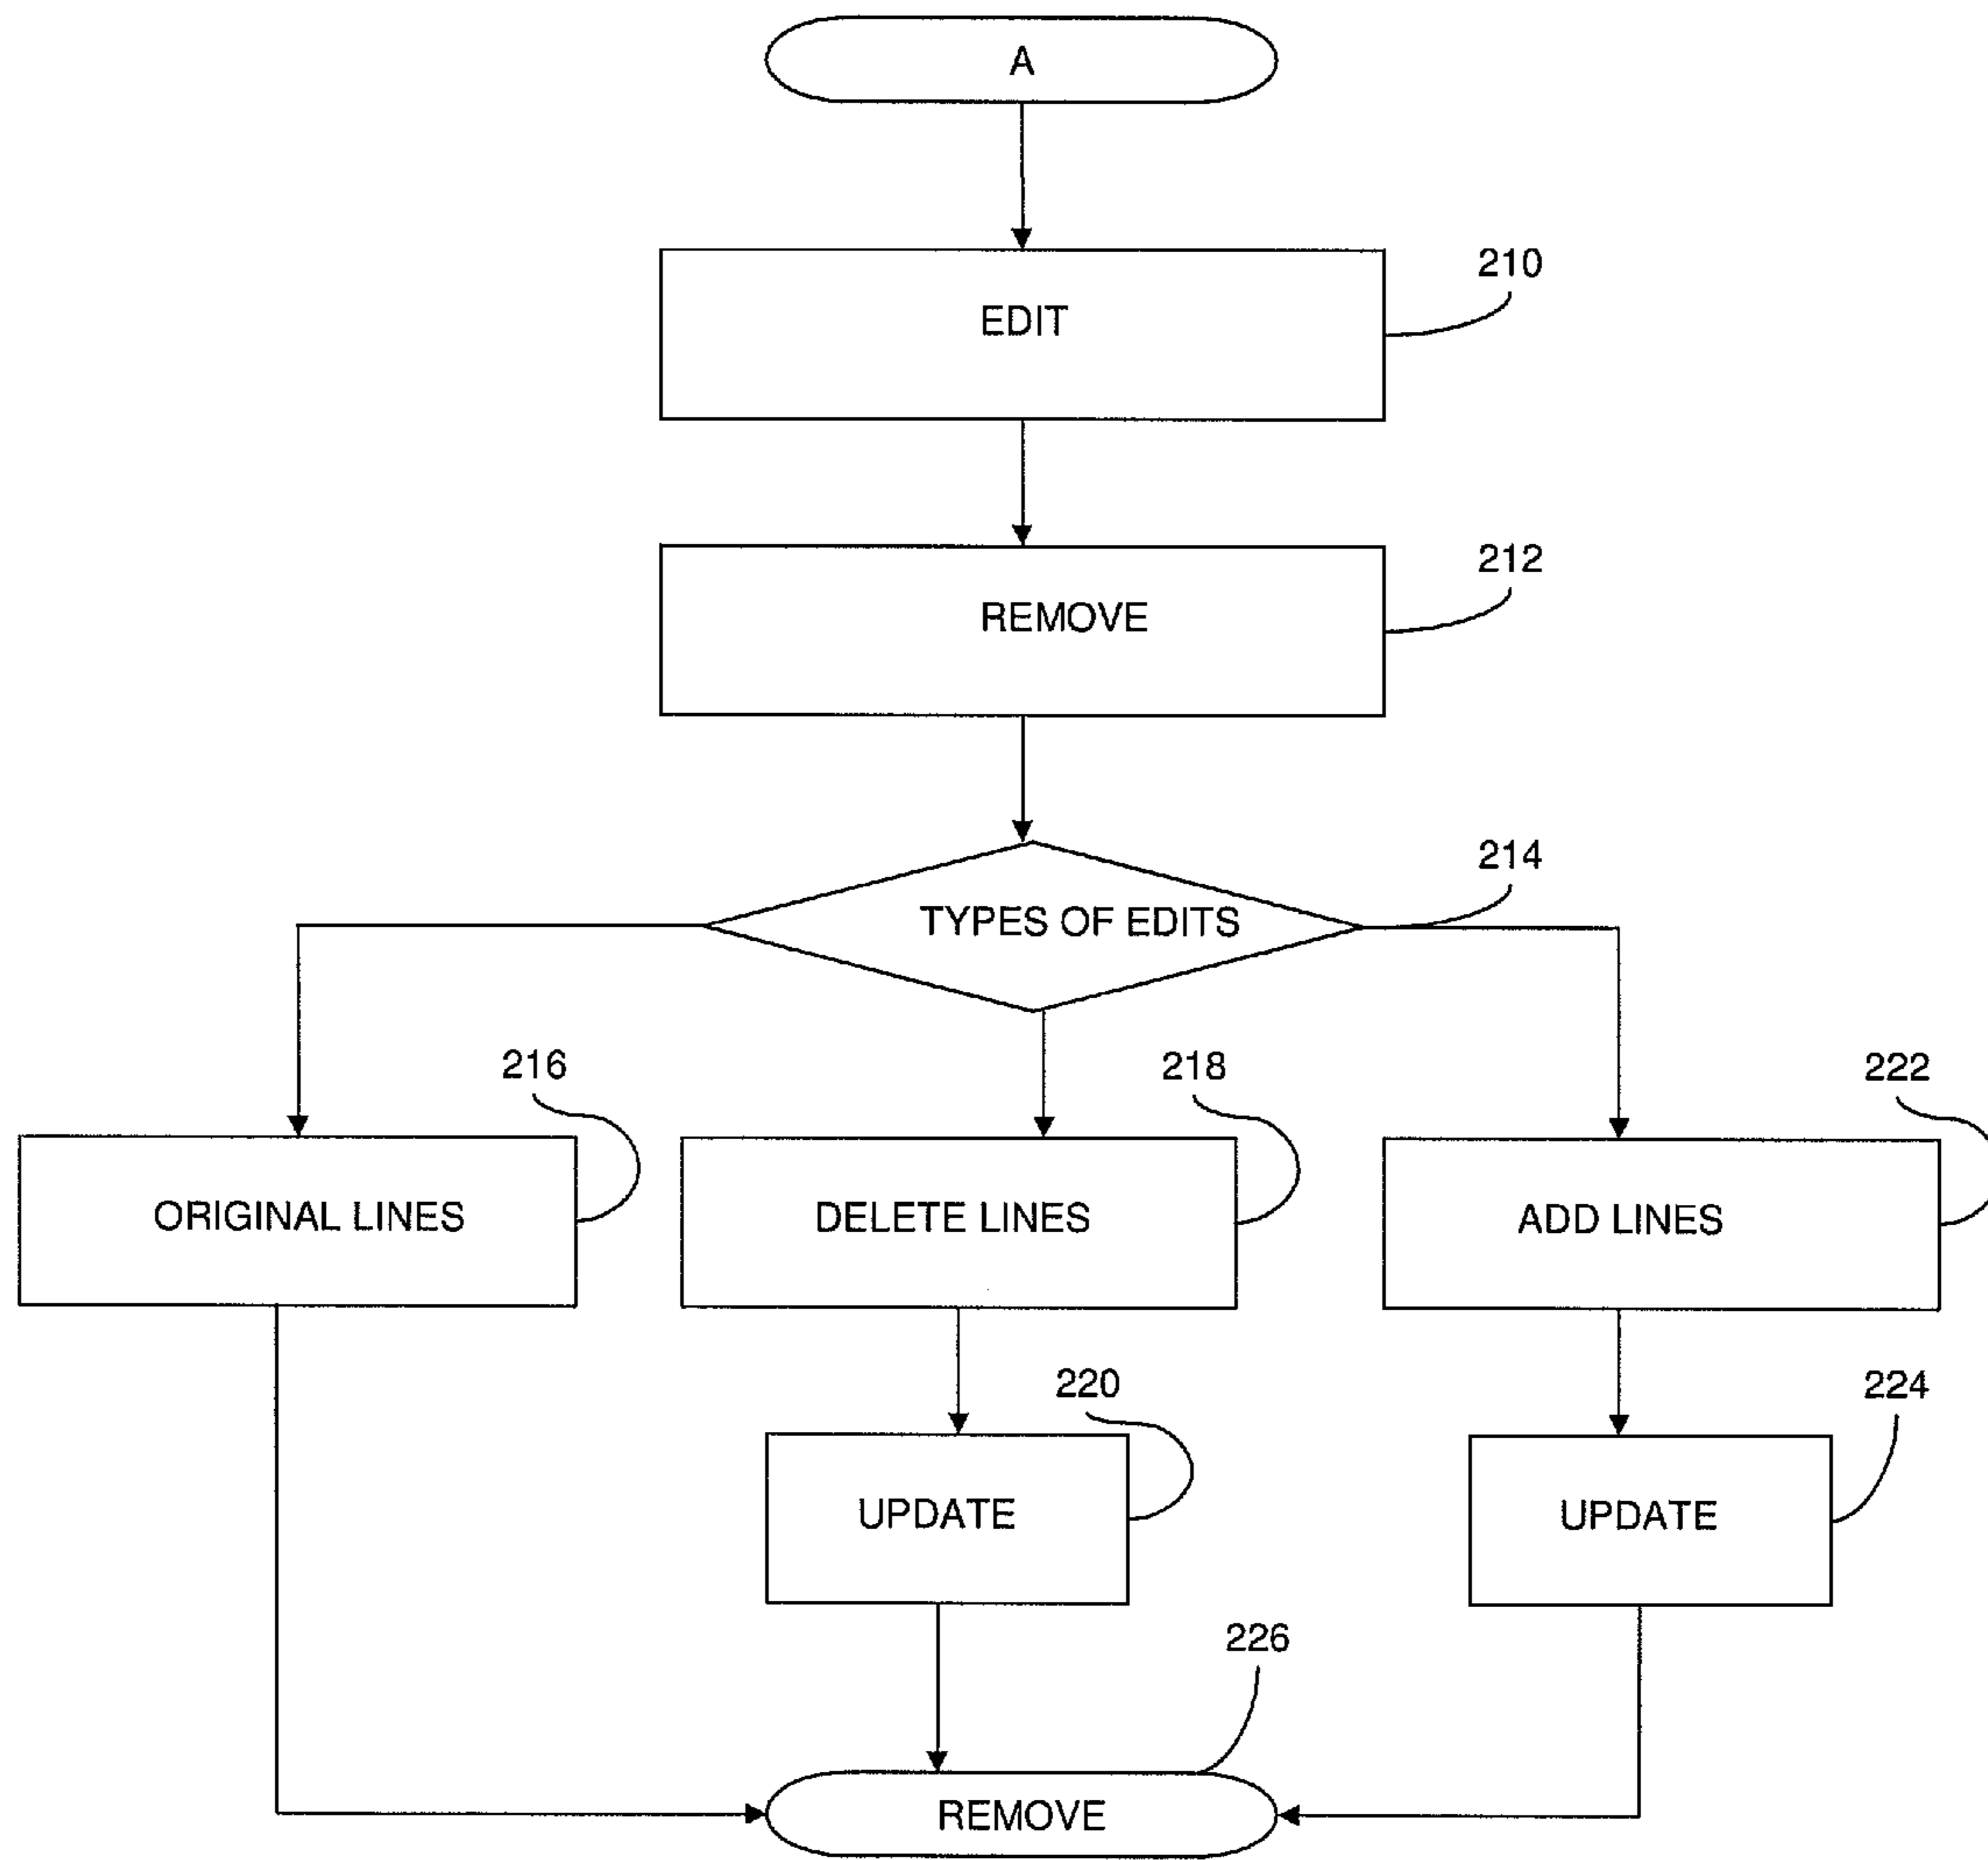 A
210
EDIT
212
REMOVE
214
TYPES OF EDITS
216
218
222
ORIGINAL LINES
DELETE LINES
ADD LINES
220
224
UPDATE
UPDATE
226
REMOVE